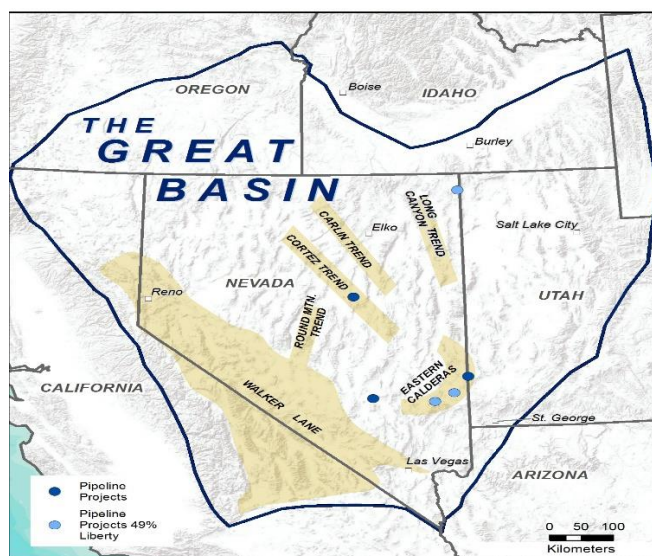 OREGON
Boise
IDAHO
THE
GREAT
BASIN
Burley
LONG
CANYON TREND
CARLIN TREND
Elko
Salt Lake City
CORTEZ TREND
NEVADA
Reno
UTAH
ROUND MTN.
TREND
EASTERN
CALDERAS
WALKER LANE
CALIFORNIA
St. George
Las Vegas
ARIZONA
Pipeline
Projects
Pipeline
Projects 49%
Liberty
0 50 100
Kilometers